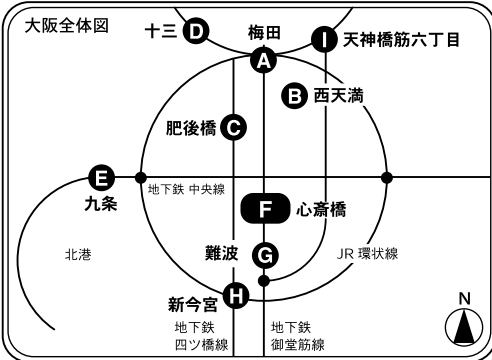 大阪全体図
十三 D
梅田
A
I 天神橋筋六丁目
B 西天満
肥後橋 C
E
九条
地下鉄 中央線
F 心斎橋
難波 G
北港
JR環状線
新今宮 H
地下鉄
四ツ橋線
地下鉄
御堂筋線
N